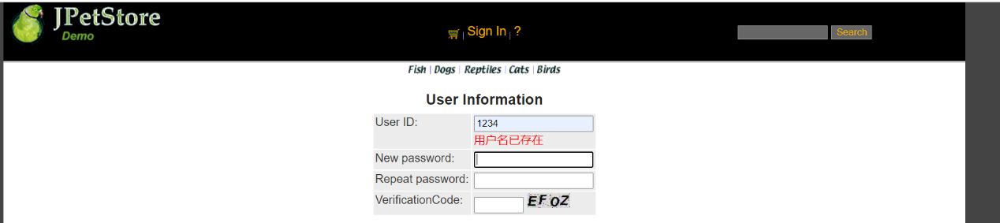 JPetStore
Demo
| Sign In | ?
Search
Fish | Dogs | Reptiles | Cats | Birds
User Information
User ID: 1234
用户名已存在
New password:
Repeat password:
VerificationCode: EFOZ